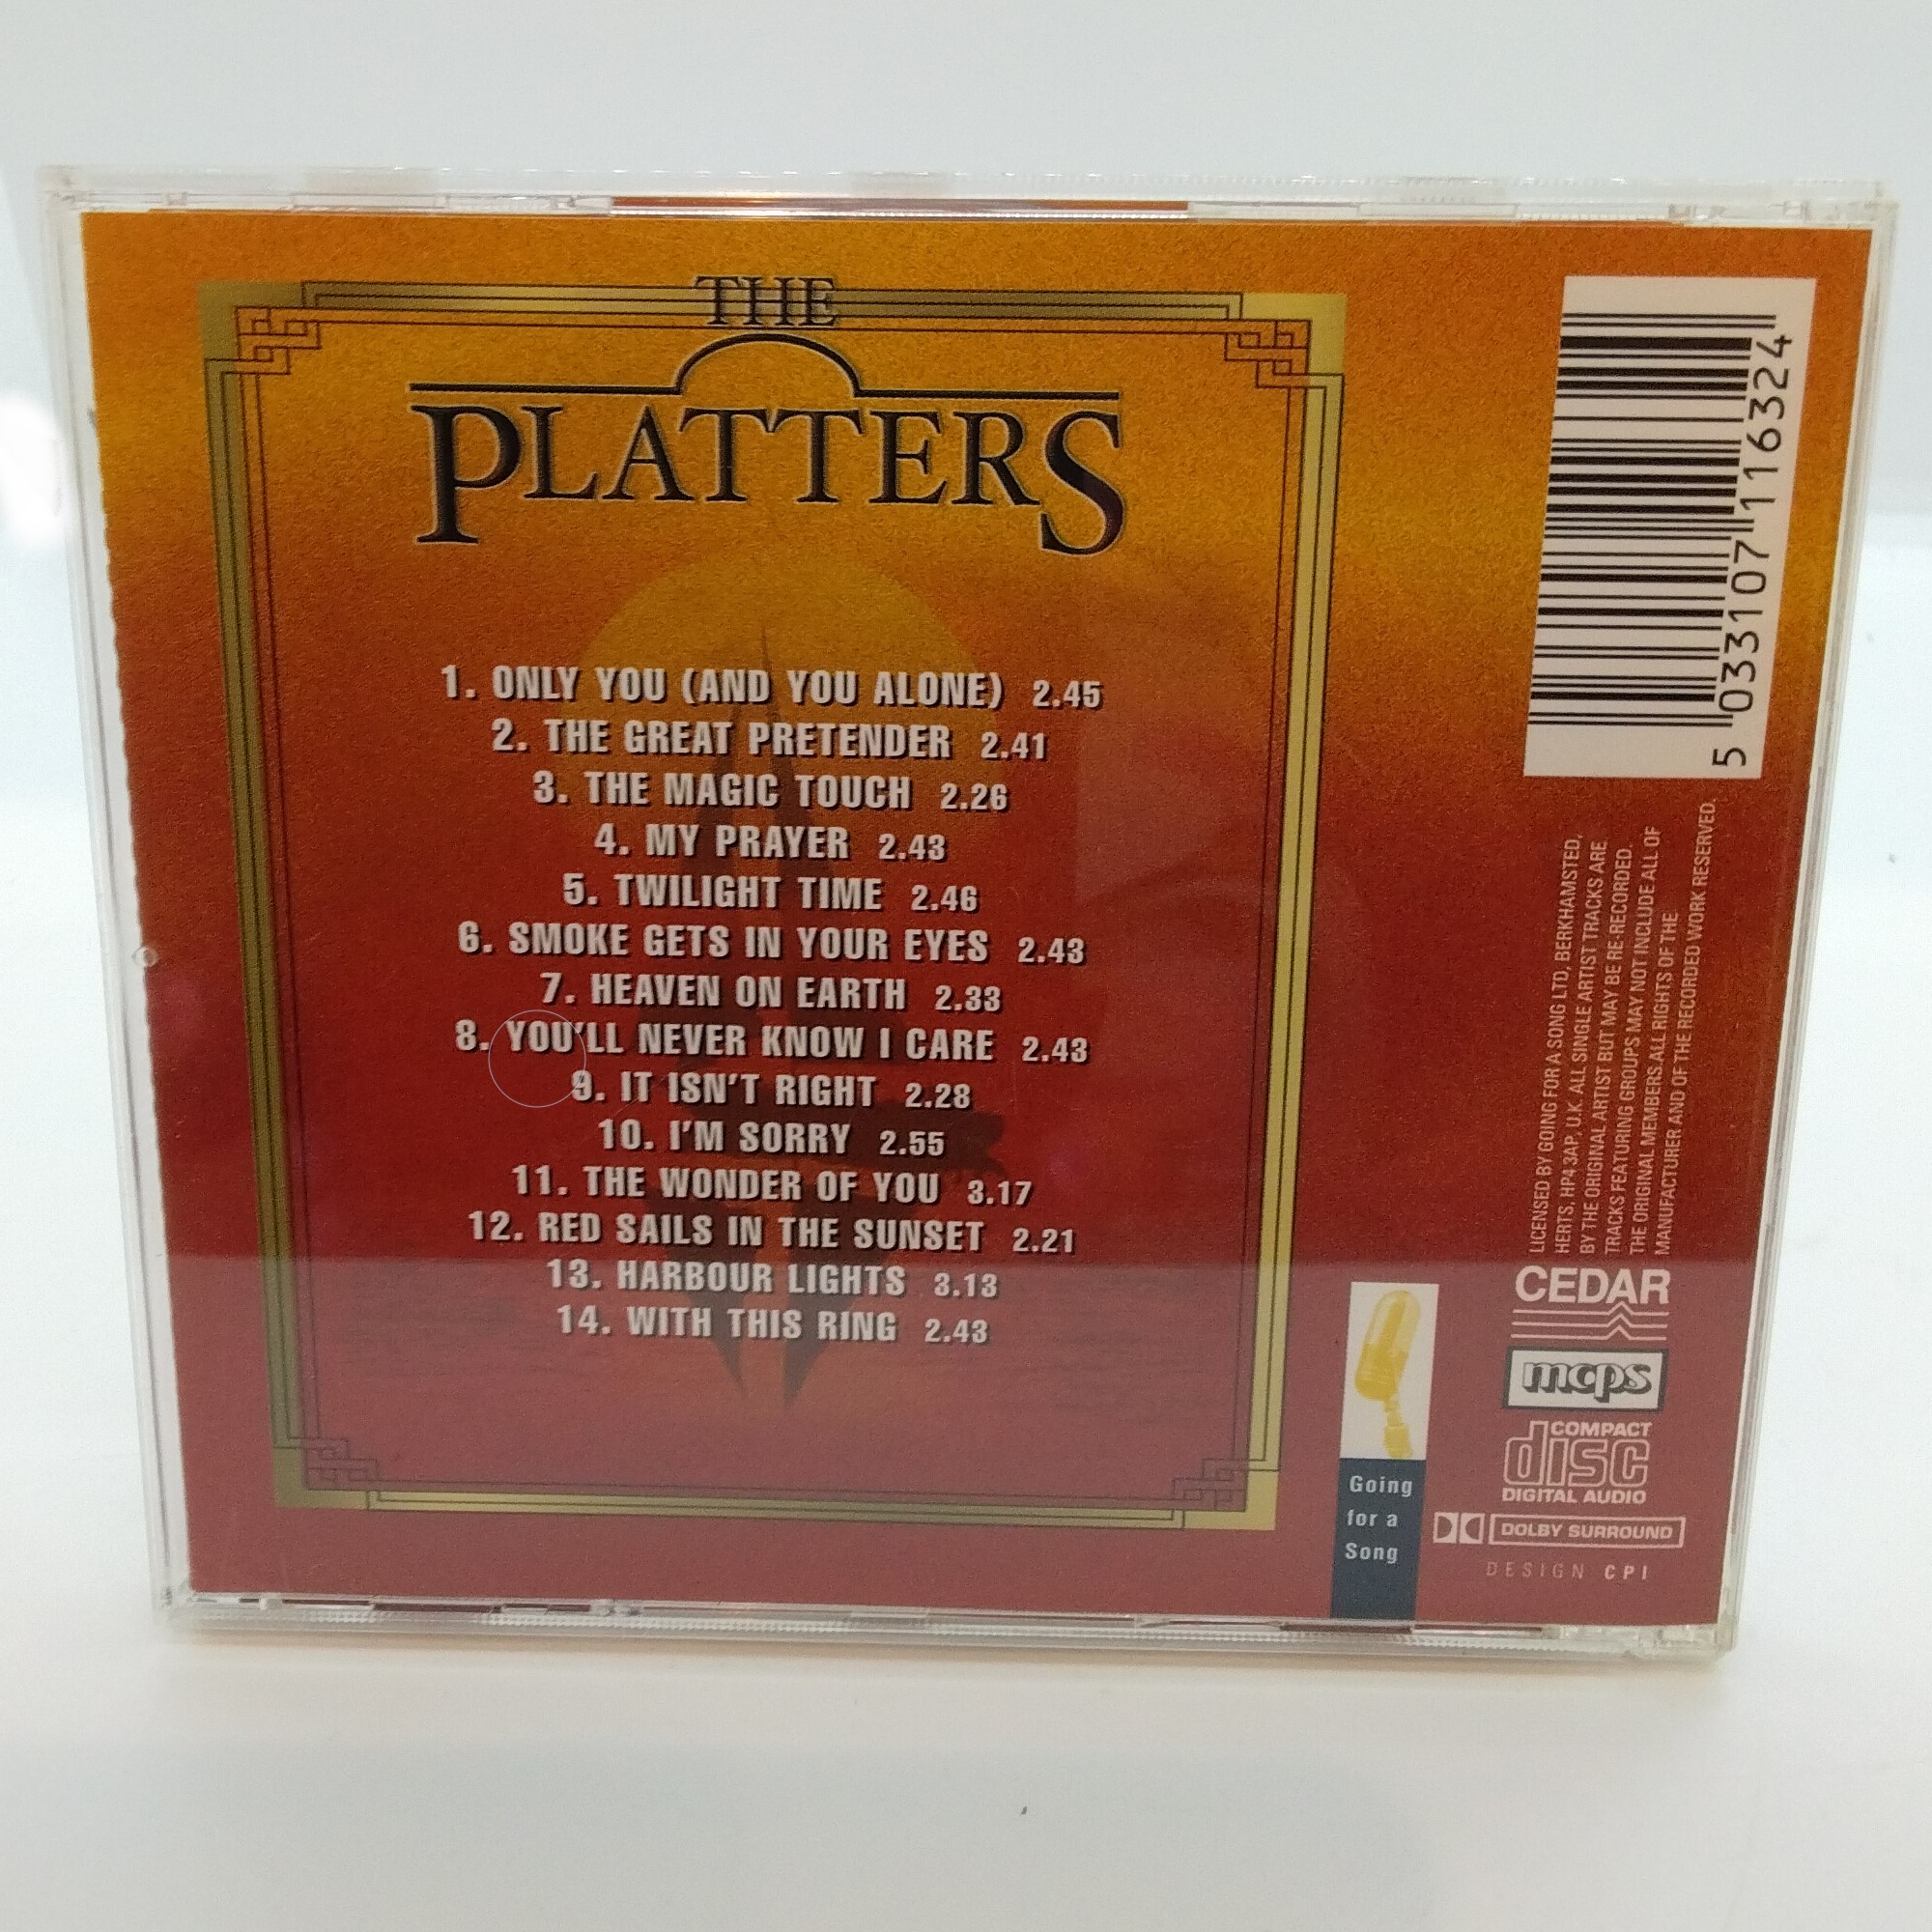 THE
PLATTERS
1. ONLY YOU (AND YOU ALONE) 2.45
2. THE GREAT PRETENDER 2.41
3. THE MAGIC TOUCH 2.26
4. MY PRAYER 2.43
5. TWILIGHT TIME 2.46
6. SMOKE GETS IN YOUR EYES 2.43
7. HEAVEN ON EARTH 2.33
8. YOU'LL NEVER KNOW I CARE 2.43
9. IT ISN'T RIGHT 2.28
10. I'M SORRY 2.55
11. THE WONDER OF YOU 3.17
12. RED SAILS IN THE SUNSET 2.21
13. HARBOUR LIGHTS 3.13
14. WITH THIS RING 2.43
5 033107 116324
LICENSED BY GOING FOR A SONG LTD, BERKHAMSTED,
HERTS, HP4 3AP, U.K. ALL SINGLE ARTIST TRACKS ARE
BY THE ORIGINAL ARTIST BUT MAY BE RE-RECORDED.
TRACKS FEATURING GROUPS MAY NOT INCLUDE ALL OF
THE ORIGINAL MEMBERS. ALL RIGHTS OF THE
MANUFACTURER AND OF THE RECORDED WORK RESERVED.
CEDAR
mcps
COMPACT
disc
DIGITAL AUDIO
DOLBY SURROUND
DESIGN CPI
Going
for a
Song